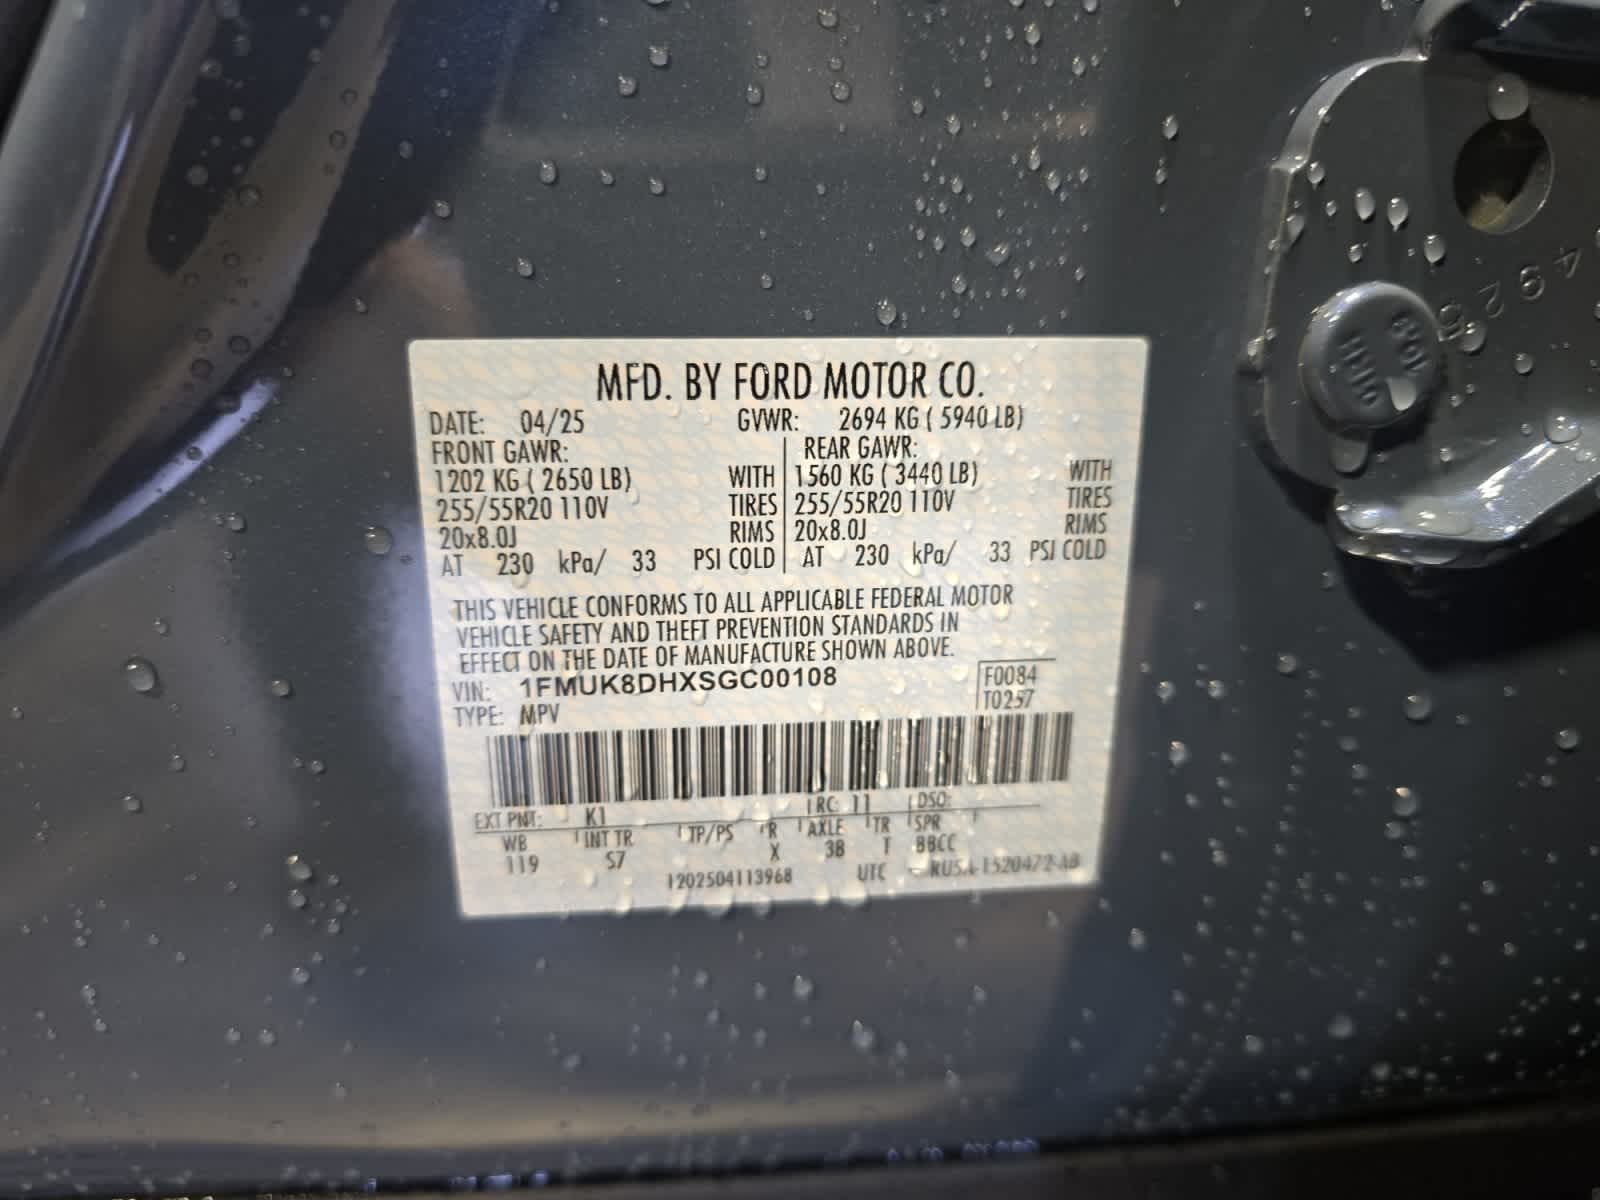 MFD. BY FORD MOTOR CO.
DATE: 04/25 GVWR: 2694 KG ( 5940 LB)
FRONT GAWR: REAR GAWR:
1202 KG ( 2650 LB) WITH 1560 KG ( 3440 LB) WITH
255/55R20 110V TIRES 255/55R20 110V TIRES
20x8.0J RIMS 20x8.0J RIMS
AT 230 kPa/ 33 PSI COLD AT 230 kPa/ 33 PSI COLD
THIS VEHICLE CONFORMS TO ALL APPLICABLE FEDERAL MOTOR
VEHICLE SAFETY AND THEFT PREVENTION STANDARDS IN
EFFECT ON THE DATE OF MANUFACTURE SHOWN ABOVE.
VIN: 1FMUK8DHXSGC00108 F0084
TYPE: MPV T0257
EXT PNT: K1 RC: 11 DSO:
WB INT TR TP/PS R AXLE TR SPR
119 S7 X 38 T BBCC
1202504113968 UTC RU5A-1520472-AB